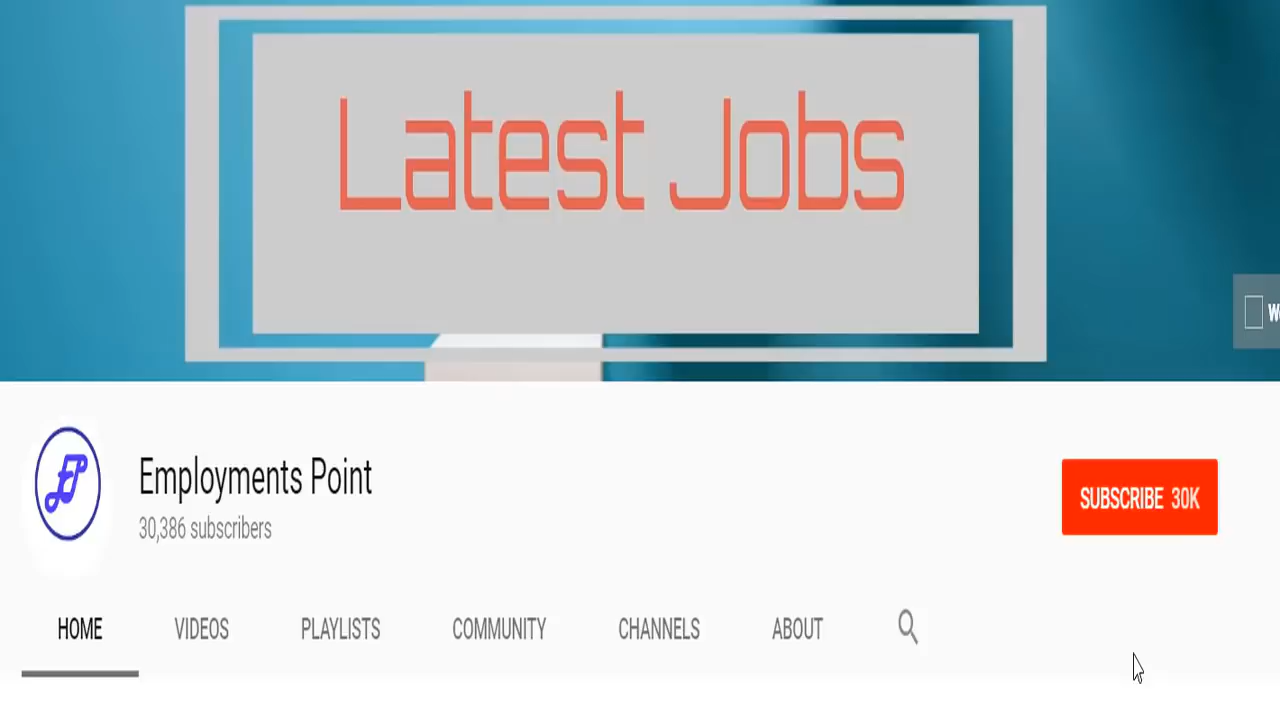 Latest Jobs
Employments Point
30,386 subscribers
SUBSCRIBE 30K
HOME VIDEOS PLAYLISTS COMMUNITY CHANNELS ABOUT